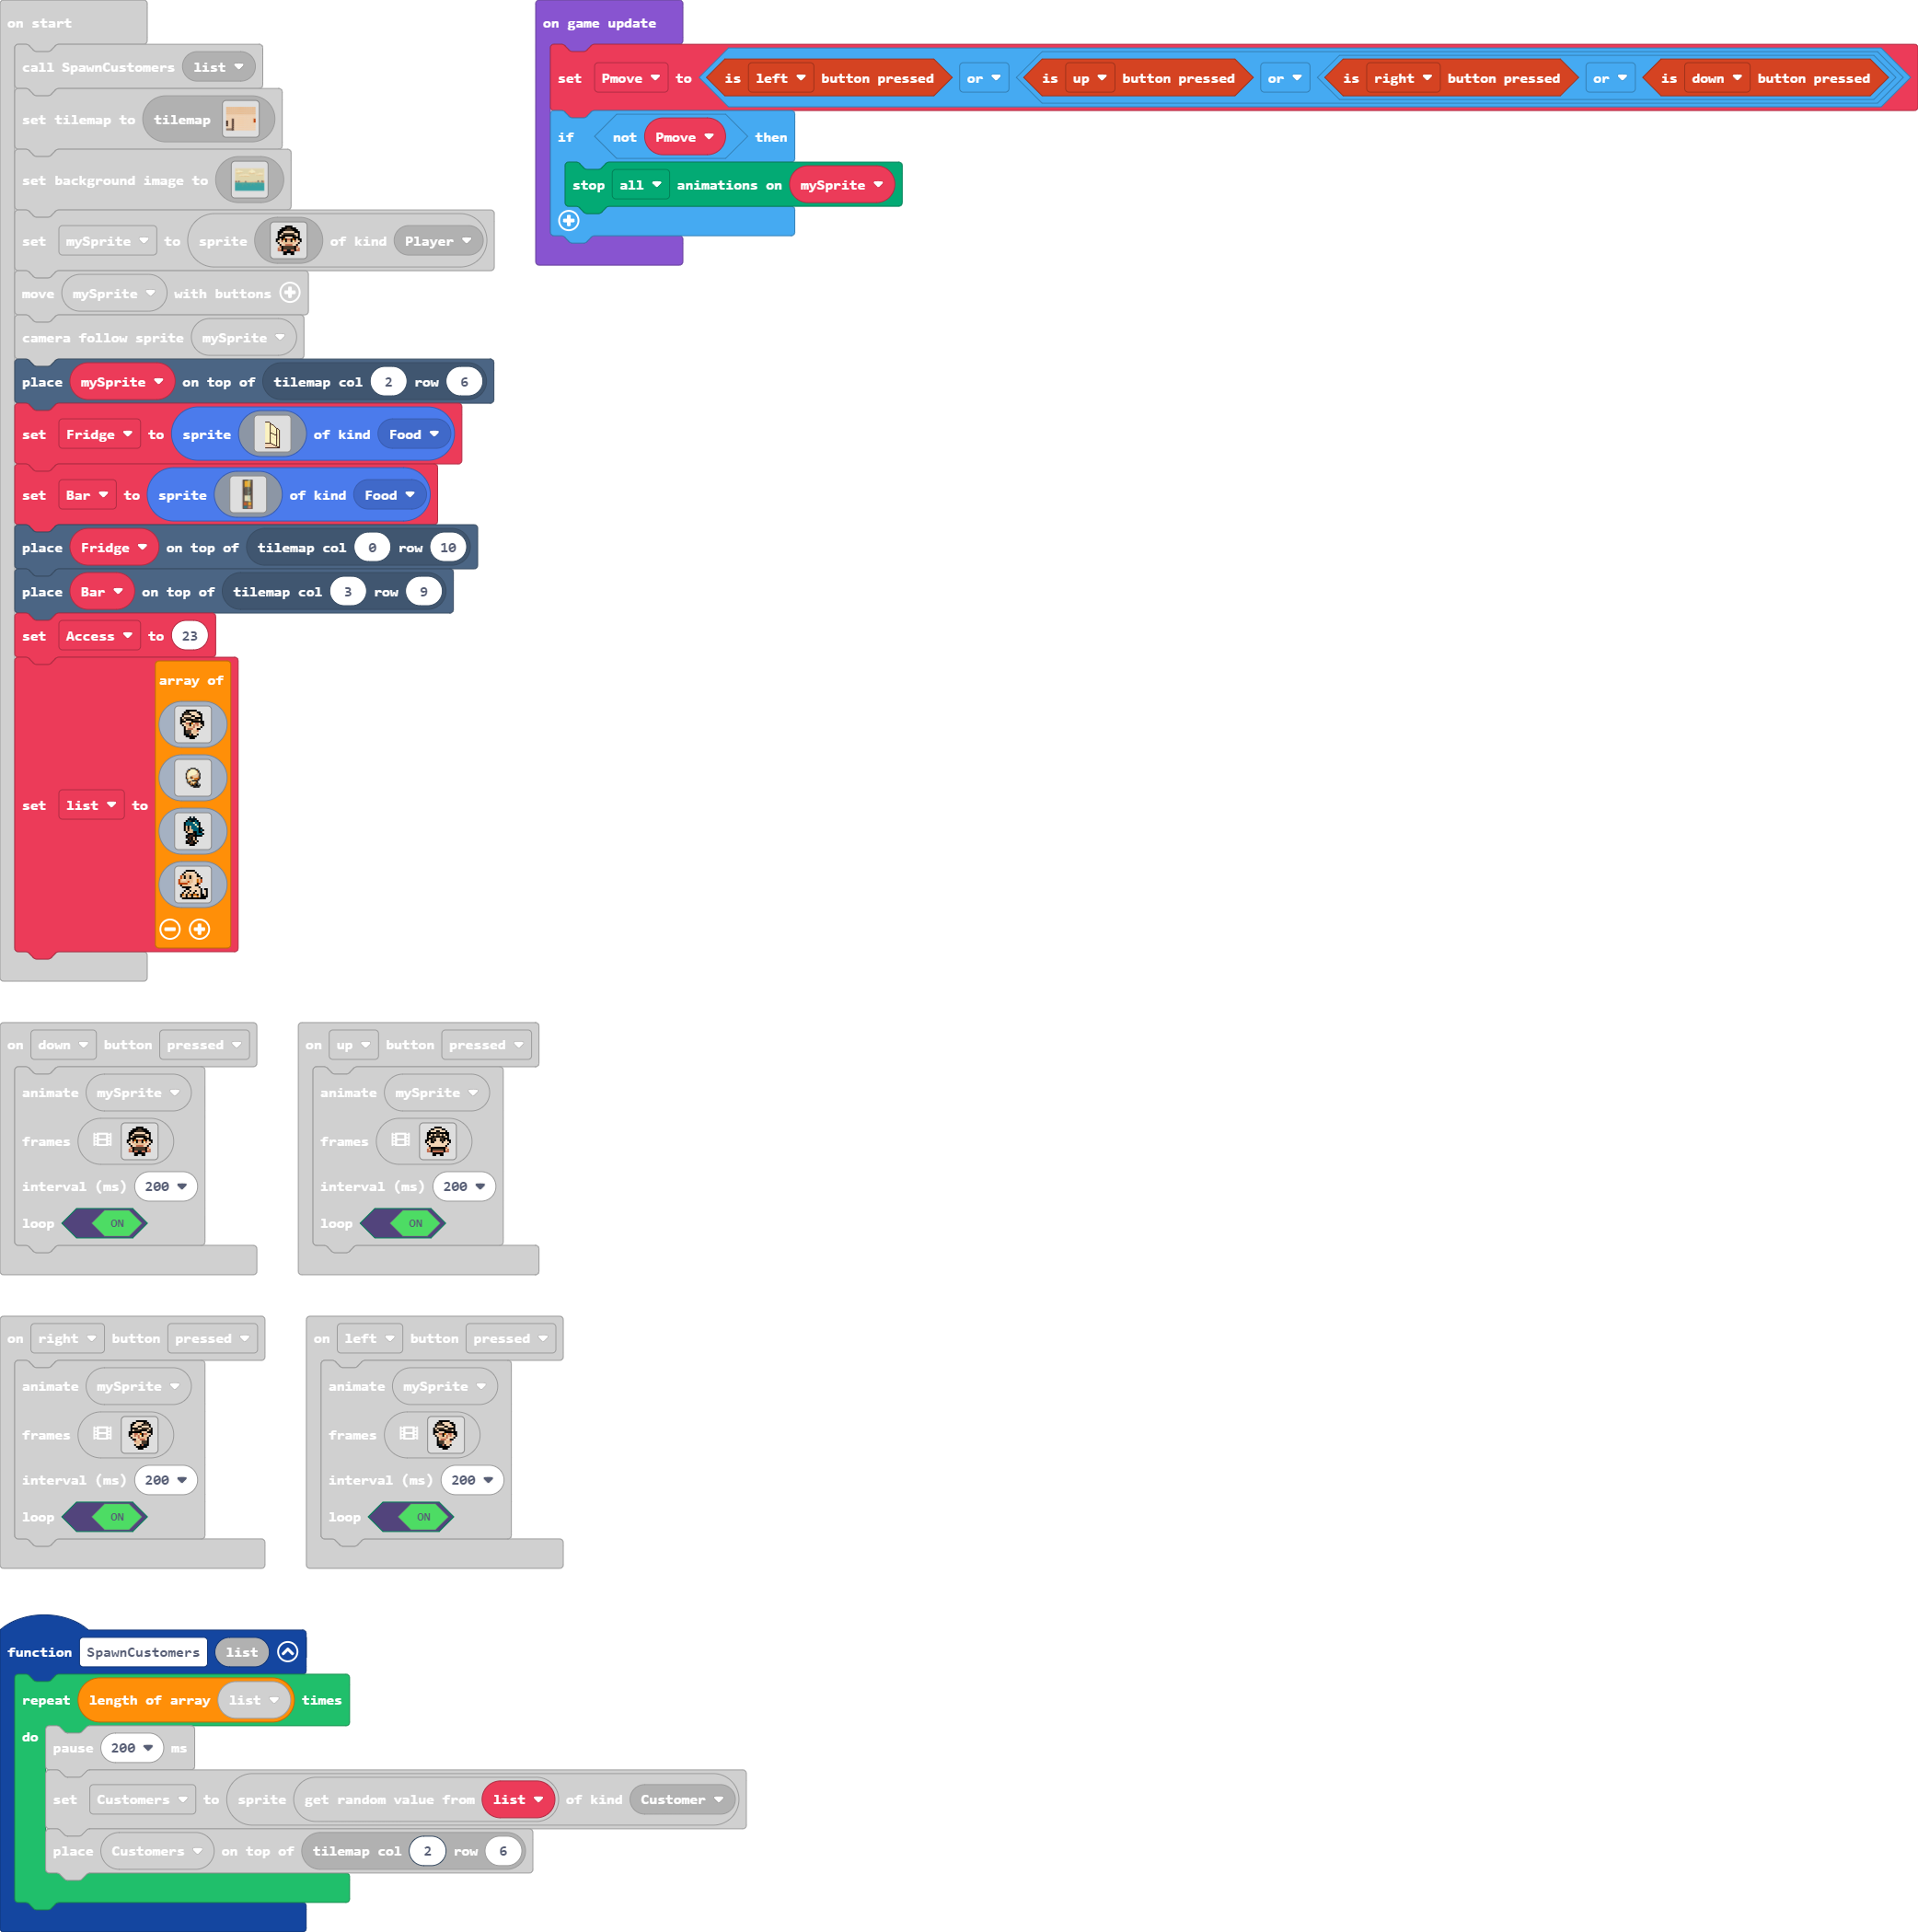 on start
call SpawnCustomers list
set tilemap to tilemap
set background image to
set mySprite to sprite of kind Player
move mySprite with buttons
camera follow sprite mySprite
place mySprite on top of tilemap col 2 row 6
set Fridge to sprite of kind Food
set Bar to sprite of kind Food
place Fridge on top of tilemap col 0 row 10
place Bar on top of tilemap col 3 row 9
set Access to 23
array of
set list to
on game update
set Pmove to is left button pressed or is up button pressed or is right button pressed or is down button pressed
if not Pmove then
stop all animations on mySprite
on down button pressed
animate mySprite
frames
interval (ms) 200
loop ON
on up button pressed
animate mySprite
frames
interval (ms) 200
loop ON
on right button pressed
animate mySprite
frames
interval (ms) 200
loop ON
on left button pressed
animate mySprite
frames
interval (ms) 200
loop ON
function SpawnCustomers list
repeat length of array list times
do
pause 200 ms
set Customers to sprite get random value from list of kind Customer
place Customers on top of tilemap col 2 row 6